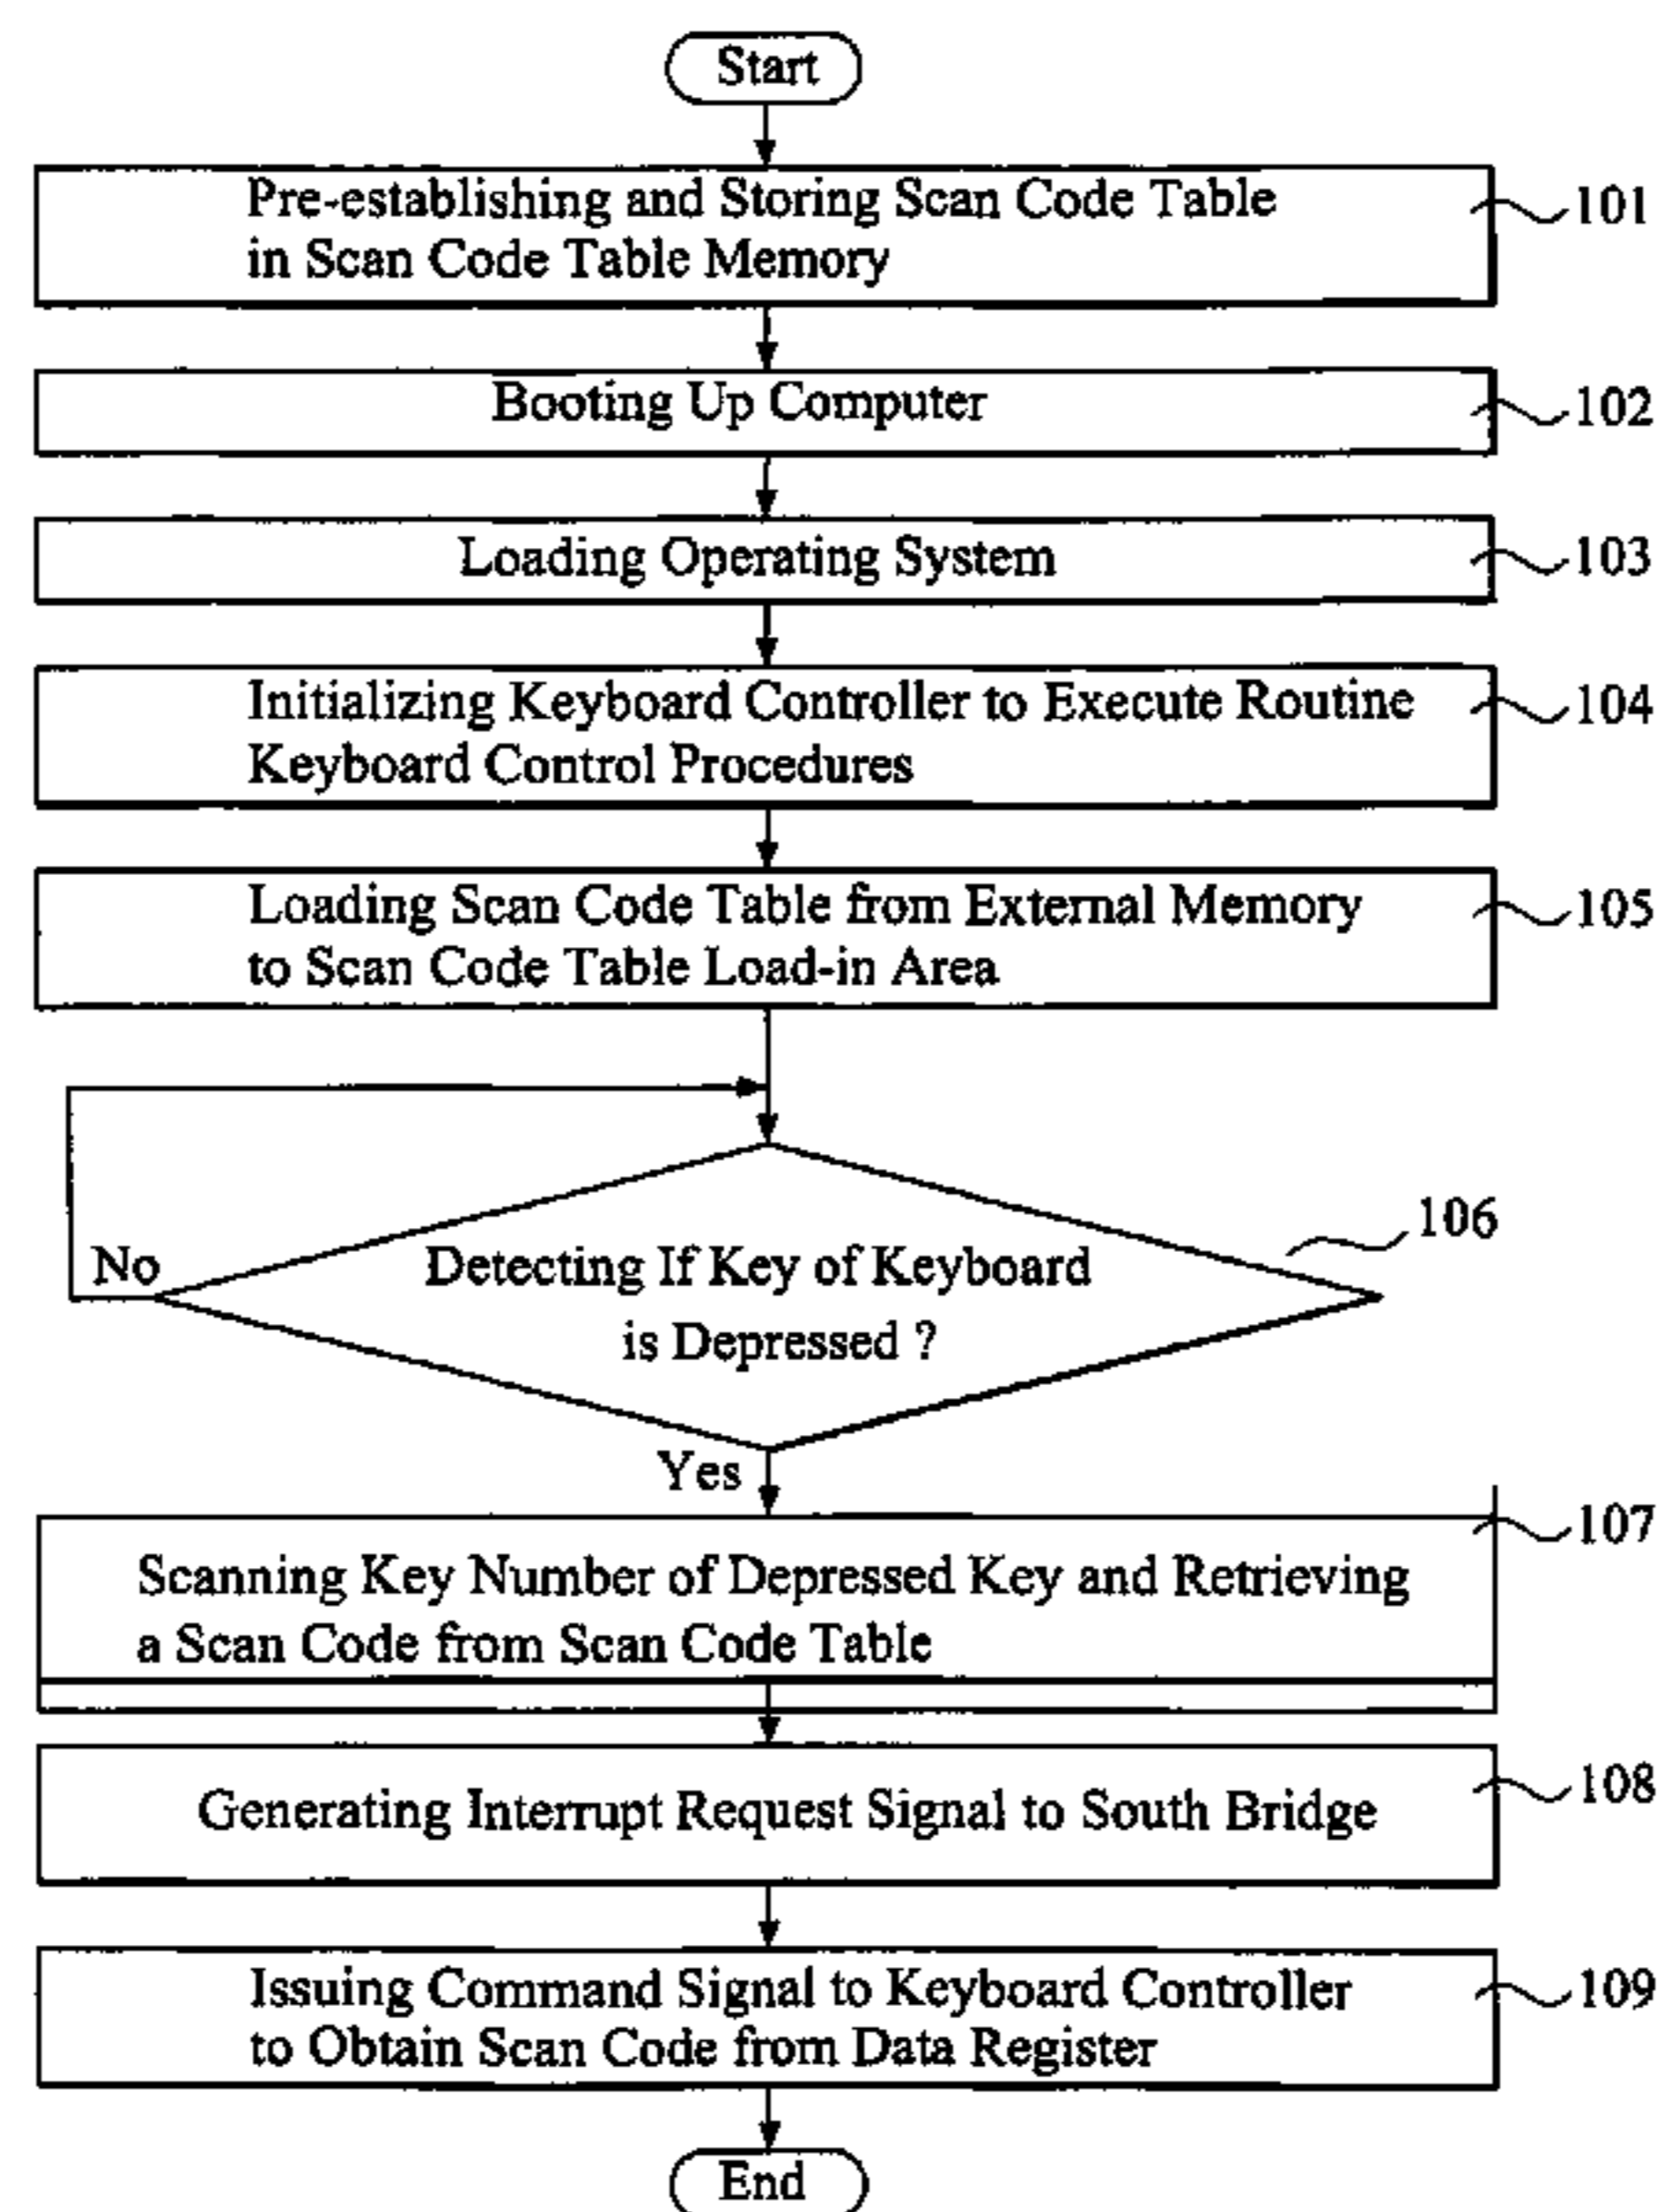 Start
Pre-establishing and Storing Scan Code Table
in Scan Code Table Memory
101
Booting Up Computer
102
Loading Operating System
103
Initializing Keyboard Controller to Execute Routine
Keyboard Control Procedures
104
Loading Scan Code Table from External Memory
to Scan Code Table Load-in Area
105
106
No
Detecting If Key of Keyboard
is Depressed ?
Yes
107
Scanning Key Number of Depressed Key and Retrieving
a Scan Code from Scan Code Table
108
Generating Interrupt Request Signal to South Bridge
Issuing Command Signal to Keyboard Controller
to Obtain Scan Code from Data Register
109
End